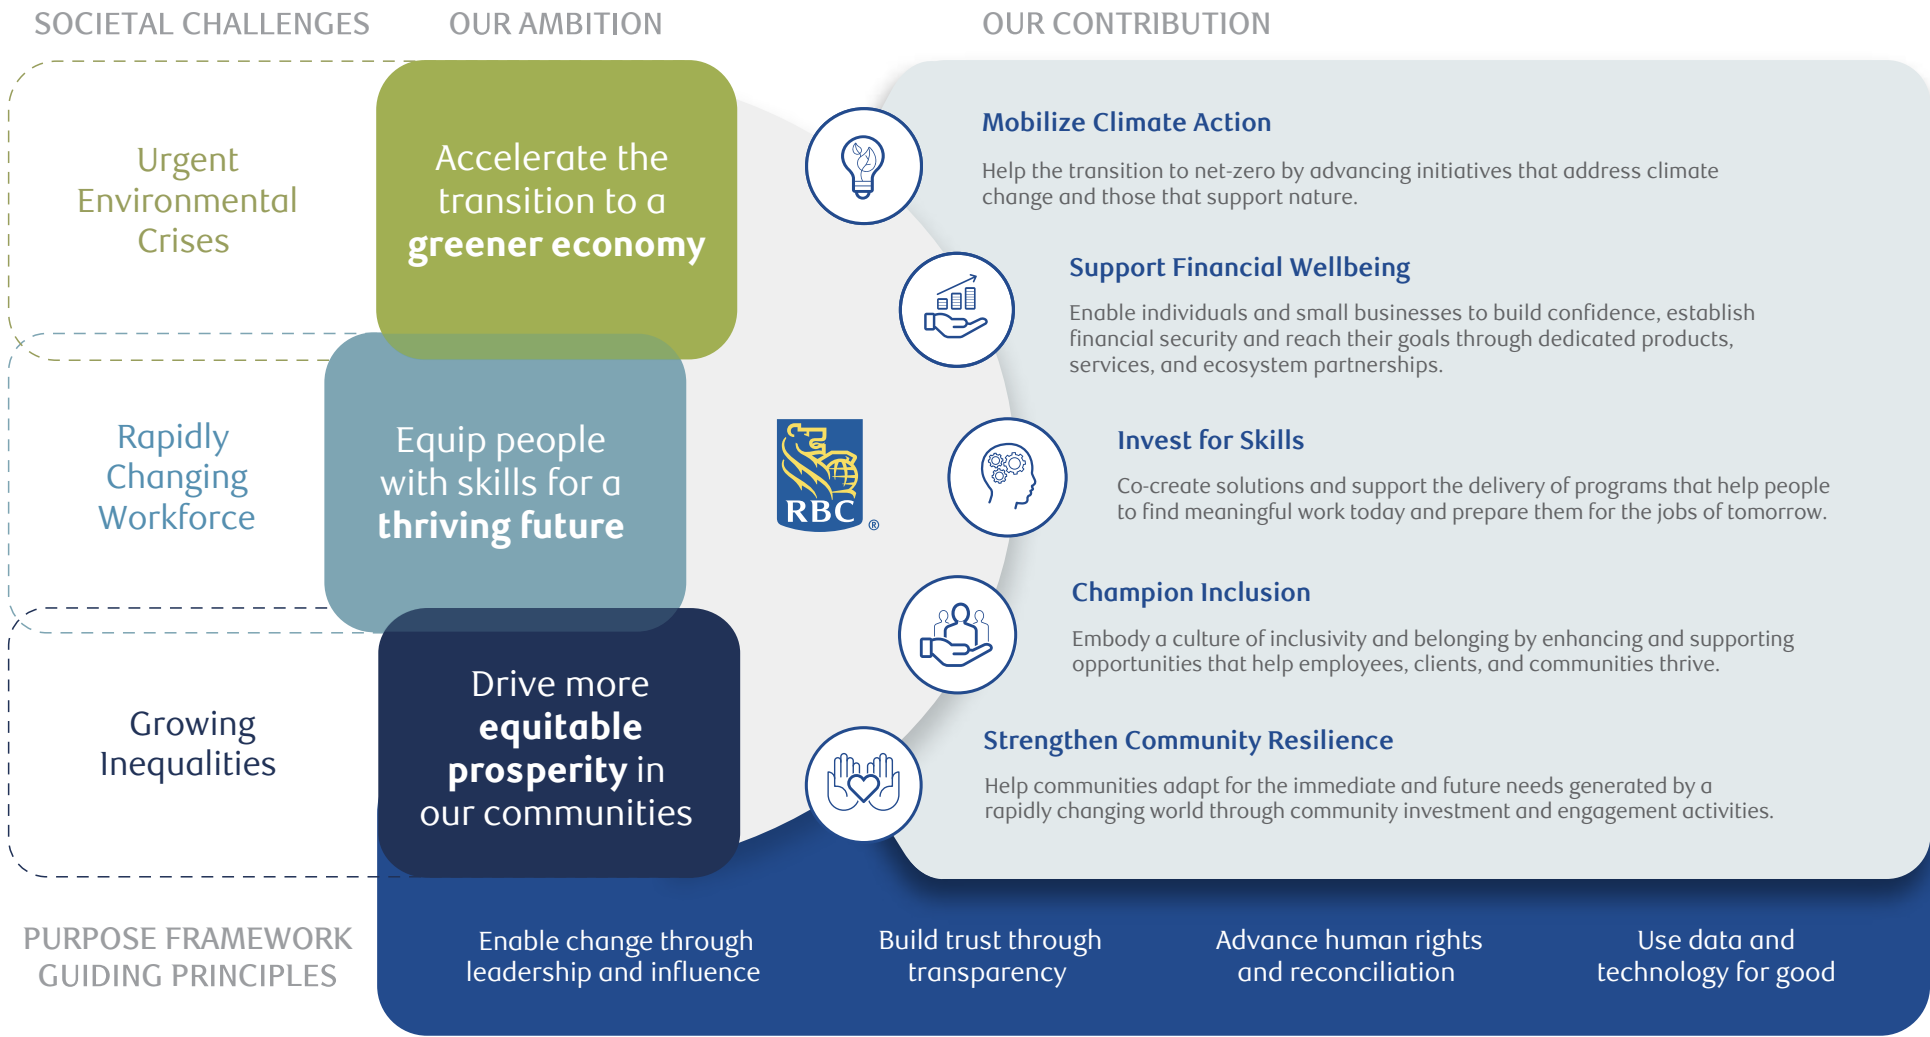 SOCIETAL CHALLENGES
OUR AMBITION
OUR CONTRIBUTION
Urgent
Environmental
Crises
Accelerate the
transition to a
greener economy
Rapidly
Changing
Workforce
Equip people
with skills for a
thriving future
Growing
Inequalities
Drive more
equitable
prosperity in
our communities
RBC
®
Mobilize Climate Action
Help the transition to net-zero by advancing initiatives that address climate
change and those that support nature.
Support Financial Wellbeing
Enable individuals and small businesses to build confidence, establish
financial security and reach their goals through dedicated products,
services, and ecosystem partnerships.
Invest for Skills
Co-create solutions and support the delivery of programs that help people
to find meaningful work today and prepare them for the jobs of tomorrow.
Champion Inclusion
Embody a culture of inclusivity and belonging by enhancing and supporting
opportunities that help employees, clients, and communities thrive.
Strengthen Community Resilience
Help communities adapt for the immediate and future needs generated by a
rapidly changing world through community investment and engagement activities.
PURPOSE FRAMEWORK
GUIDING PRINCIPLES
Enable change through
leadership and influence
Build trust through
transparency
Advance human rights
and reconciliation
Use data and
technology for good